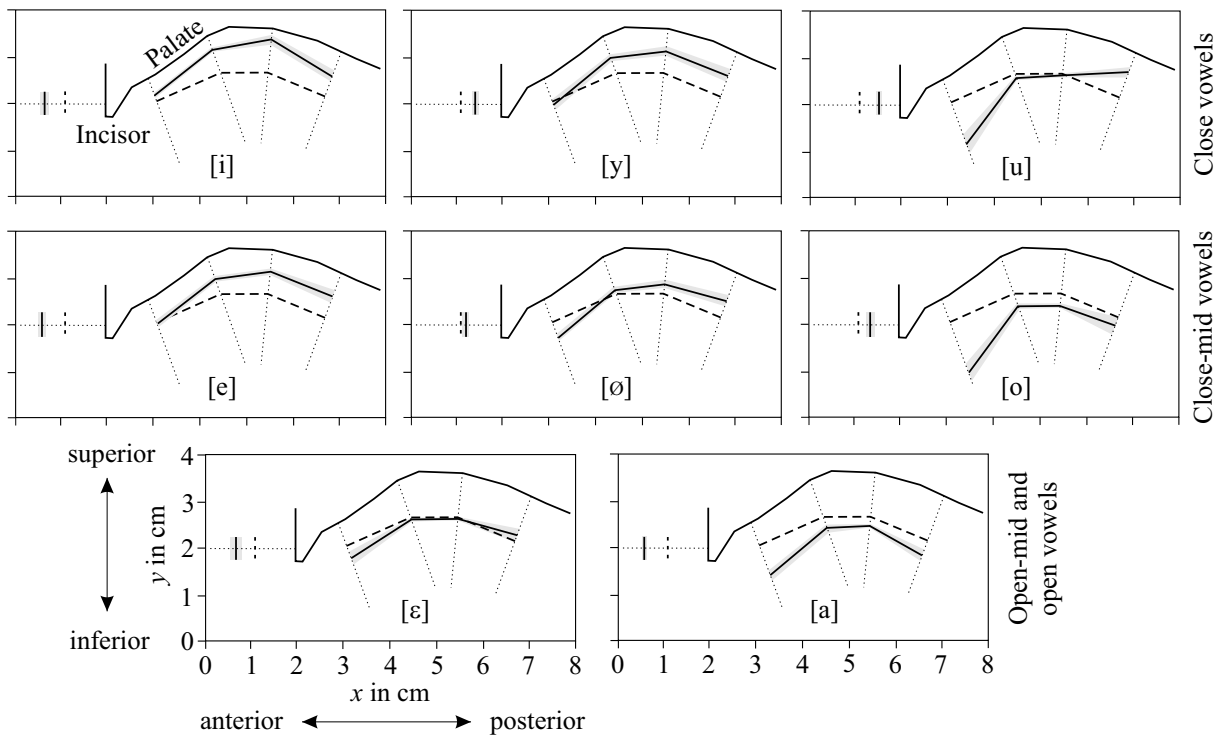 Palate
Incisor
[i]
[y]
[u]
Close vowels
[e]
[ø]
[o]
Close-mid vowels
superior
inferior
y in cm
4
3
2
1
0
[ε]
0 1 2 3 4 5 6 7 8
x in cm
anterior
posterior
[a]
0 1 2 3 4 5 6 7 8
Open-mid and
open vowels